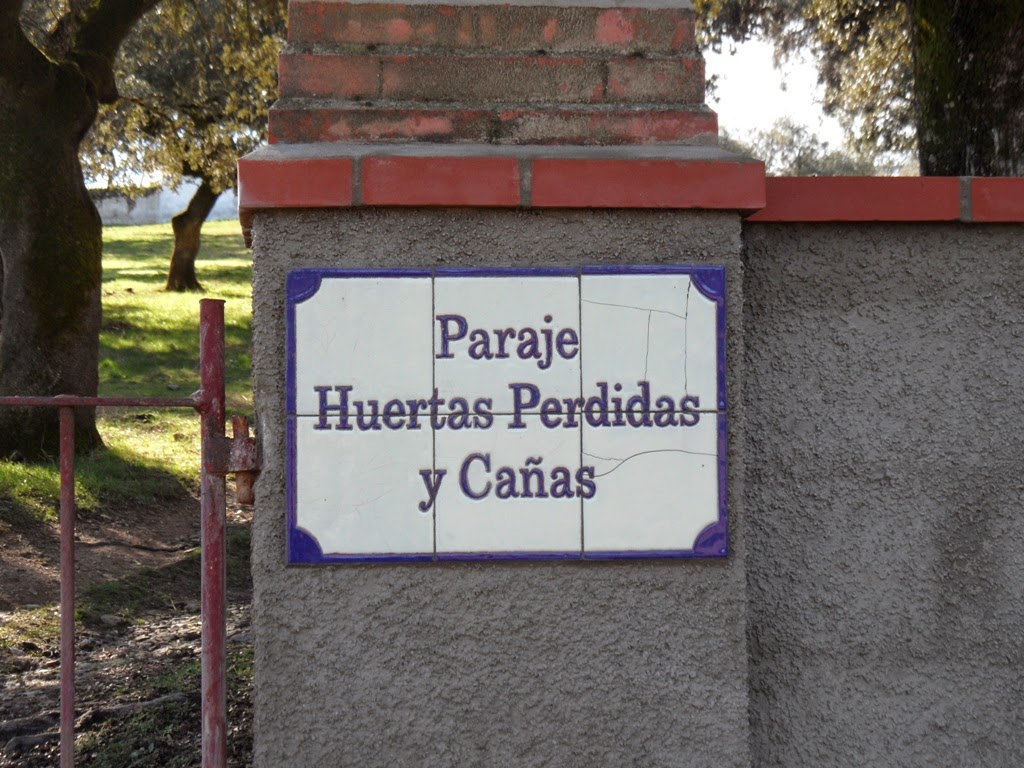 Paraje
Huertas Perdidas
y Cañas